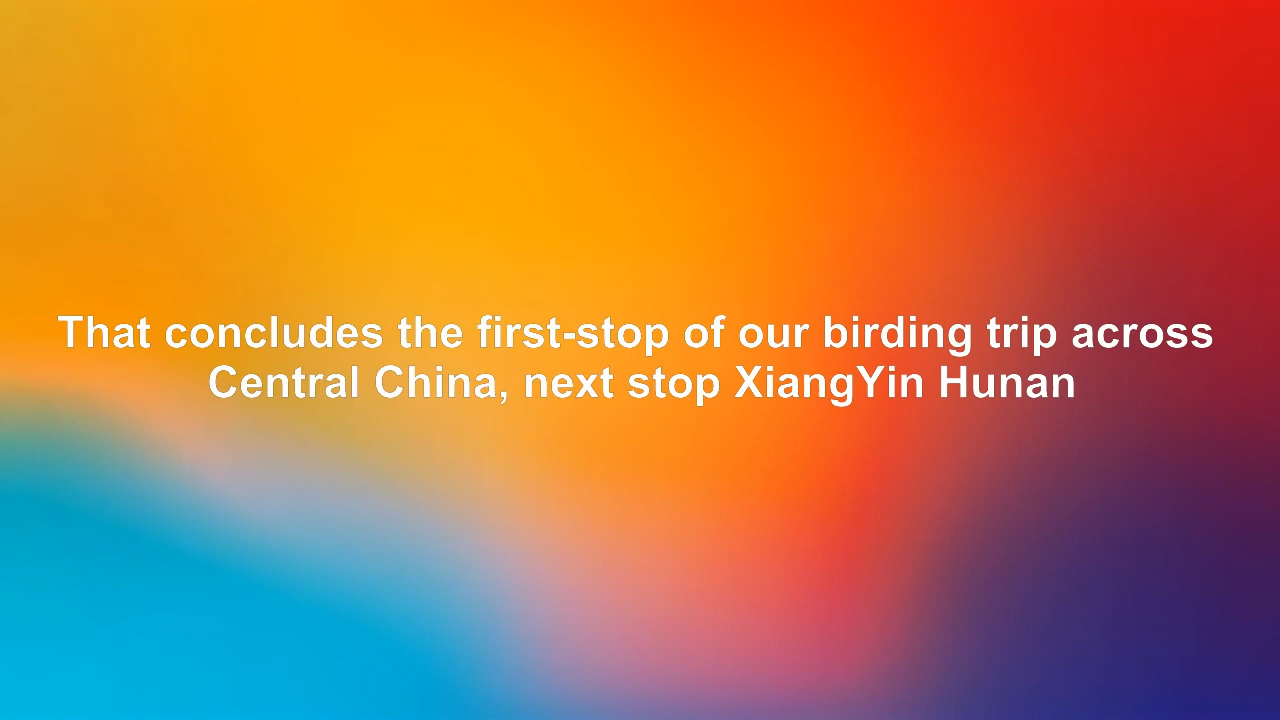 That concludes the first-stop of our birding trip across
Central China, next stop XiangYin Hunan